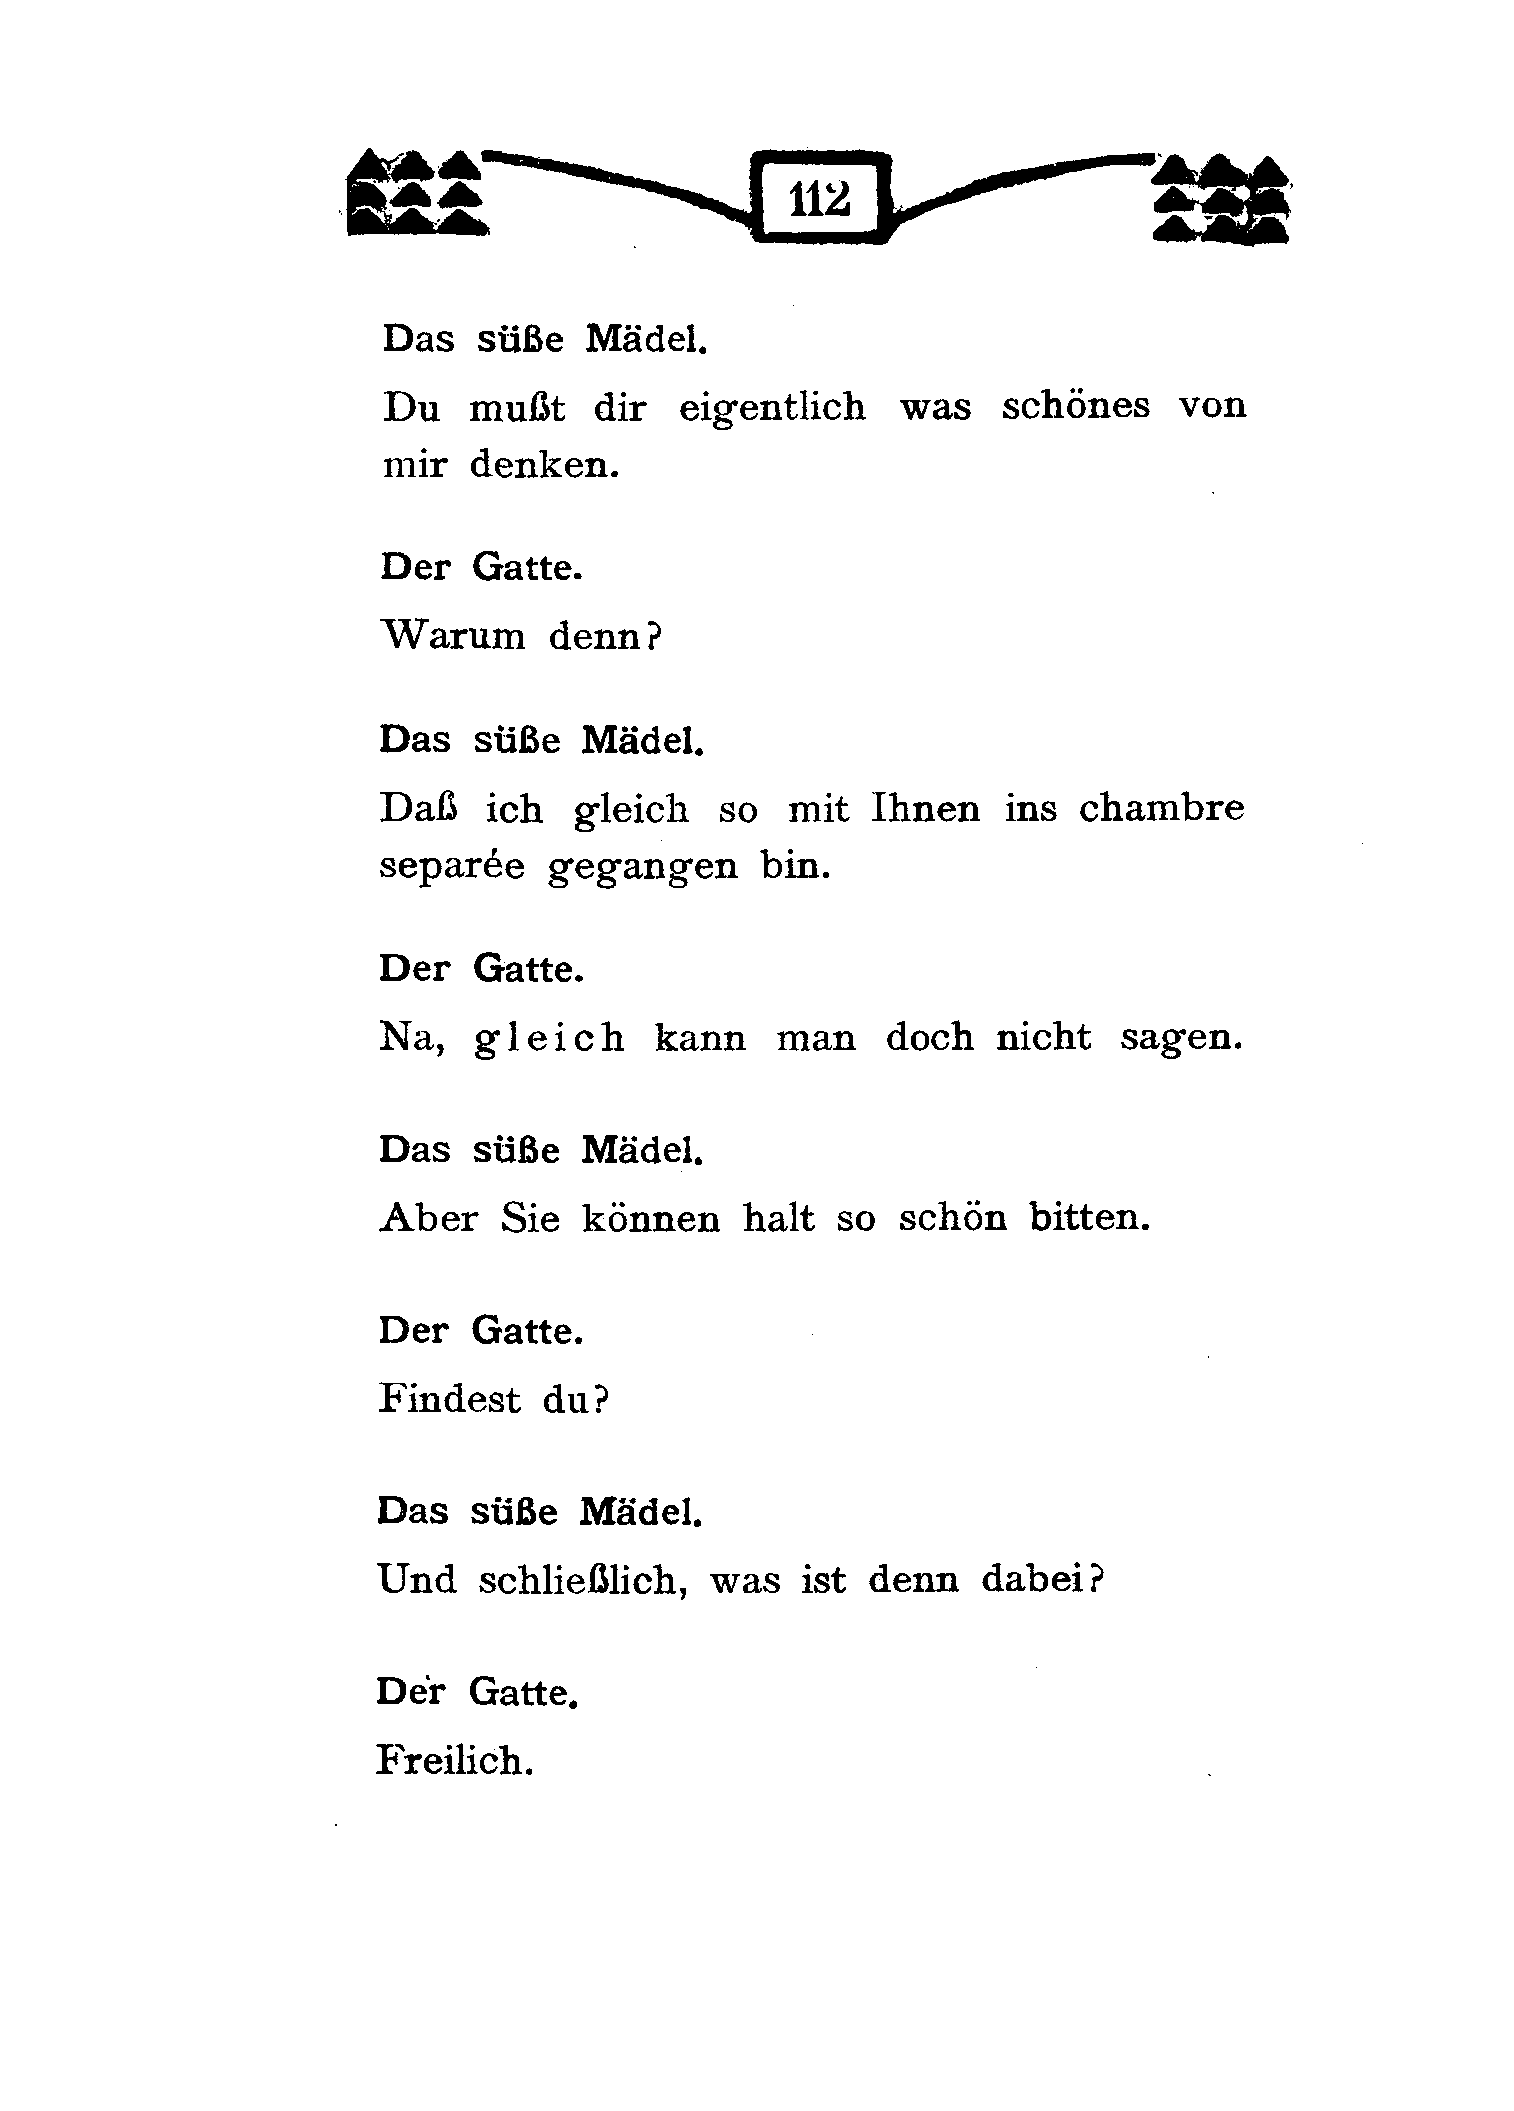 112
Das süße Mädel.
Du mußt dir eigentlich was schönes von
mir denken.
Der Gatte.
Warum denn?
Das süße Mädel.
Daß ich gleich so mit Ihnen ins chambre
separée gegangen bin.
Der Gatte.
Na, gleich kann man doch nicht sagen.
Das süße Mädel.
Aber Sie können halt so schön bitten.
Der Gatte.
Findest du?
Das süße Mädel.
Und schließlich, was ist denn dabei?
Der Gatte.
Freilich.